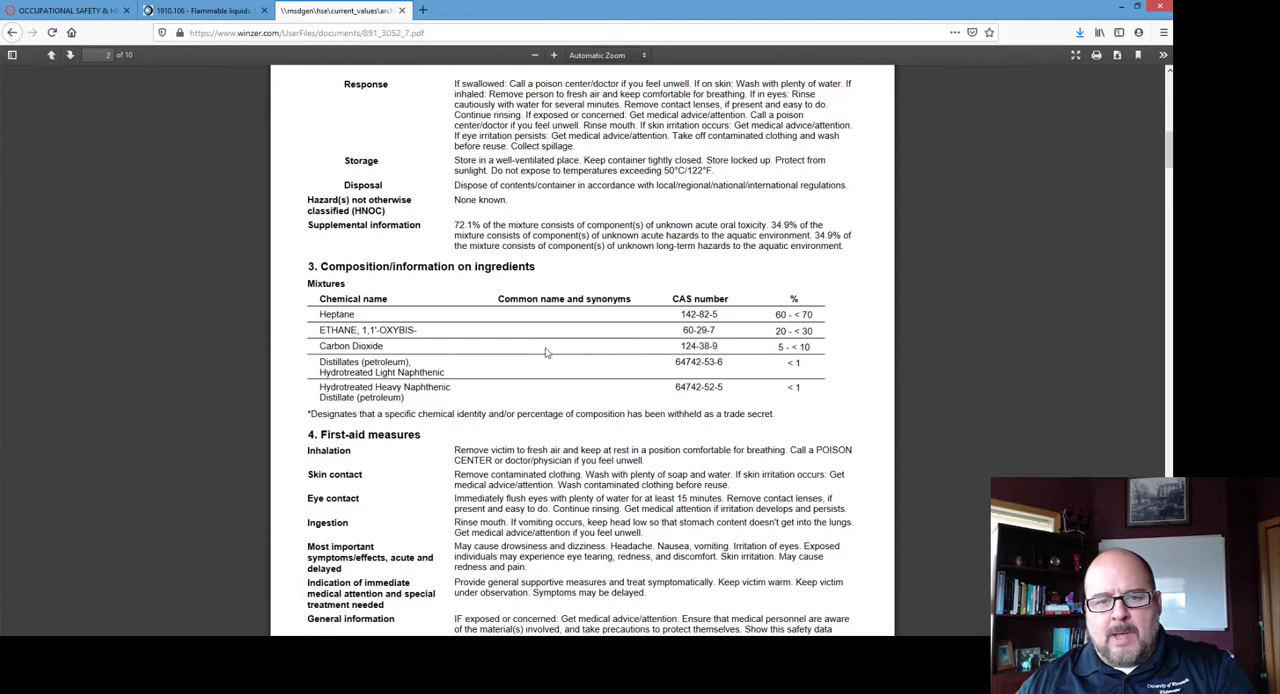 OCCUPATIONAL SAFETY & HE
1910.106 - Flammable liquids.
\\msdgen\hse\current_values\arch
https://www.winzer.com/UserFiles/documents/891_3052_7.pdf
2 of 10
Automatic Zoom
Response If swallowed: Call a poison center/doctor if you feel unwell. If on skin: Wash with plenty of water. If
inhaled: Remove person to fresh air and keep comfortable for breathing. If in eyes: Rinse
cautiously with water for several minutes. Remove contact lenses, if present and easy to do.
Continue rinsing. If exposed or concerned: Get medical advice/attention. Call a poison
center/doctor if you feel unwell. Rinse mouth. If skin irritation occurs: Get medical advice/attention.
If eye irritation persists: Get medical advice/attention. Take off contaminated clothing and wash
before reuse. Collect spillage.
Storage Store in a well-ventilated place. Keep container tightly closed. Store locked up. Protect from
sunlight. Do not expose to temperatures exceeding 50°C/122°F.
Disposal Dispose of contents/container in accordance with local/regional/national/international regulations.
Hazard(s) not otherwise None known.
classified (HNOC)
Supplemental information 72.1% of the mixture consists of component(s) of unknown acute oral toxicity. 34.9% of the
mixture consists of component(s) of unknown acute hazards to the aquatic environment. 34.9% of
the mixture consists of component(s) of unknown long-term hazards to the aquatic environment.
3. Composition/information on ingredients
Mixtures
Chemical name Common name and synonyms CAS number %
Heptane 142-82-5 60 - < 70
ETHANE, 1,1'-OXYBIS- 60-29-7 20 - < 30
Carbon Dioxide 124-38-9 5 - < 10
Distillates (petroleum), 64742-53-6 < 1
Hydrotreated Light Naphthenic
Hydrotreated Heavy Naphthenic 64742-52-5 < 1
Distillate (petroleum)
*Designates that a specific chemical identity and/or percentage of composition has been withheld as a trade secret.
4. First-aid measures
Inhalation Remove victim to fresh air and keep at rest in a position comfortable for breathing. Call a POISON
CENTER or doctor/physician if you feel unwell.
Skin contact Remove contaminated clothing. Wash with plenty of soap and water. If skin irritation occurs: Get
medical advice/attention. Wash contaminated clothing before reuse.
Eye contact Immediately flush eyes with plenty of water for at least 15 minutes. Remove contact lenses, if
present and easy to do. Continue rinsing. Get medical attention if irritation develops and persists.
Ingestion Rinse mouth. If vomiting occurs, keep head low so that stomach content doesn't get into the lungs.
Get medical advice/attention if you feel unwell.
Most important May cause drowsiness and dizziness. Headache. Nausea, vomiting. Irritation of eyes. Exposed
symptoms/effects, acute and individuals may experience eye tearing, redness, and discomfort. Skin irritation. May cause
delayed redness and pain.
Indication of immediate Provide general supportive measures and treat symptomatically. Keep victim warm. Keep victim
medical attention and special under observation. Symptoms may be delayed.
treatment needed
General information IF exposed or concerned: Get medical advice/attention. Ensure that medical personnel are aware
of the material(s) involved, and take precautions to protect themselves. Show this safety data